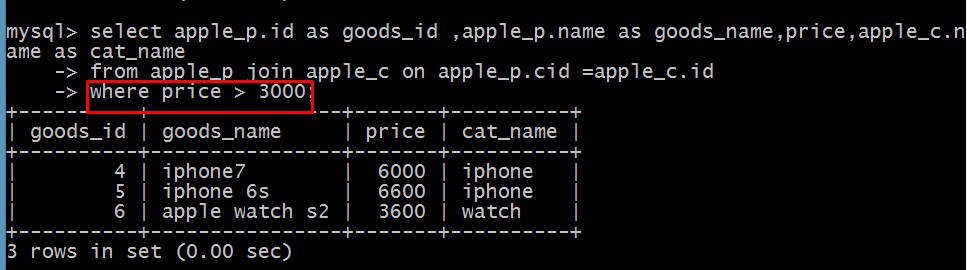 mysql> select apple_p.id as goods_id ,apple_p.name as goods_name,price,apple_c.n
ame as cat_name
    -> from apple_p join apple_c on apple_p.cid =apple_c.id
    -> where price > 3000;
+----------+----------------+-------+----------+
| goods_id | goods_name     | price | cat_name |
+----------+----------------+-------+----------+
|        4 | iphone7        |  6000 | iphone   |
|        5 | iphone 6s      |  6600 | iphone   |
|        6 | apple watch s2 |  3600 | watch    |
+----------+----------------+-------+----------+
3 rows in set (0.00 sec)